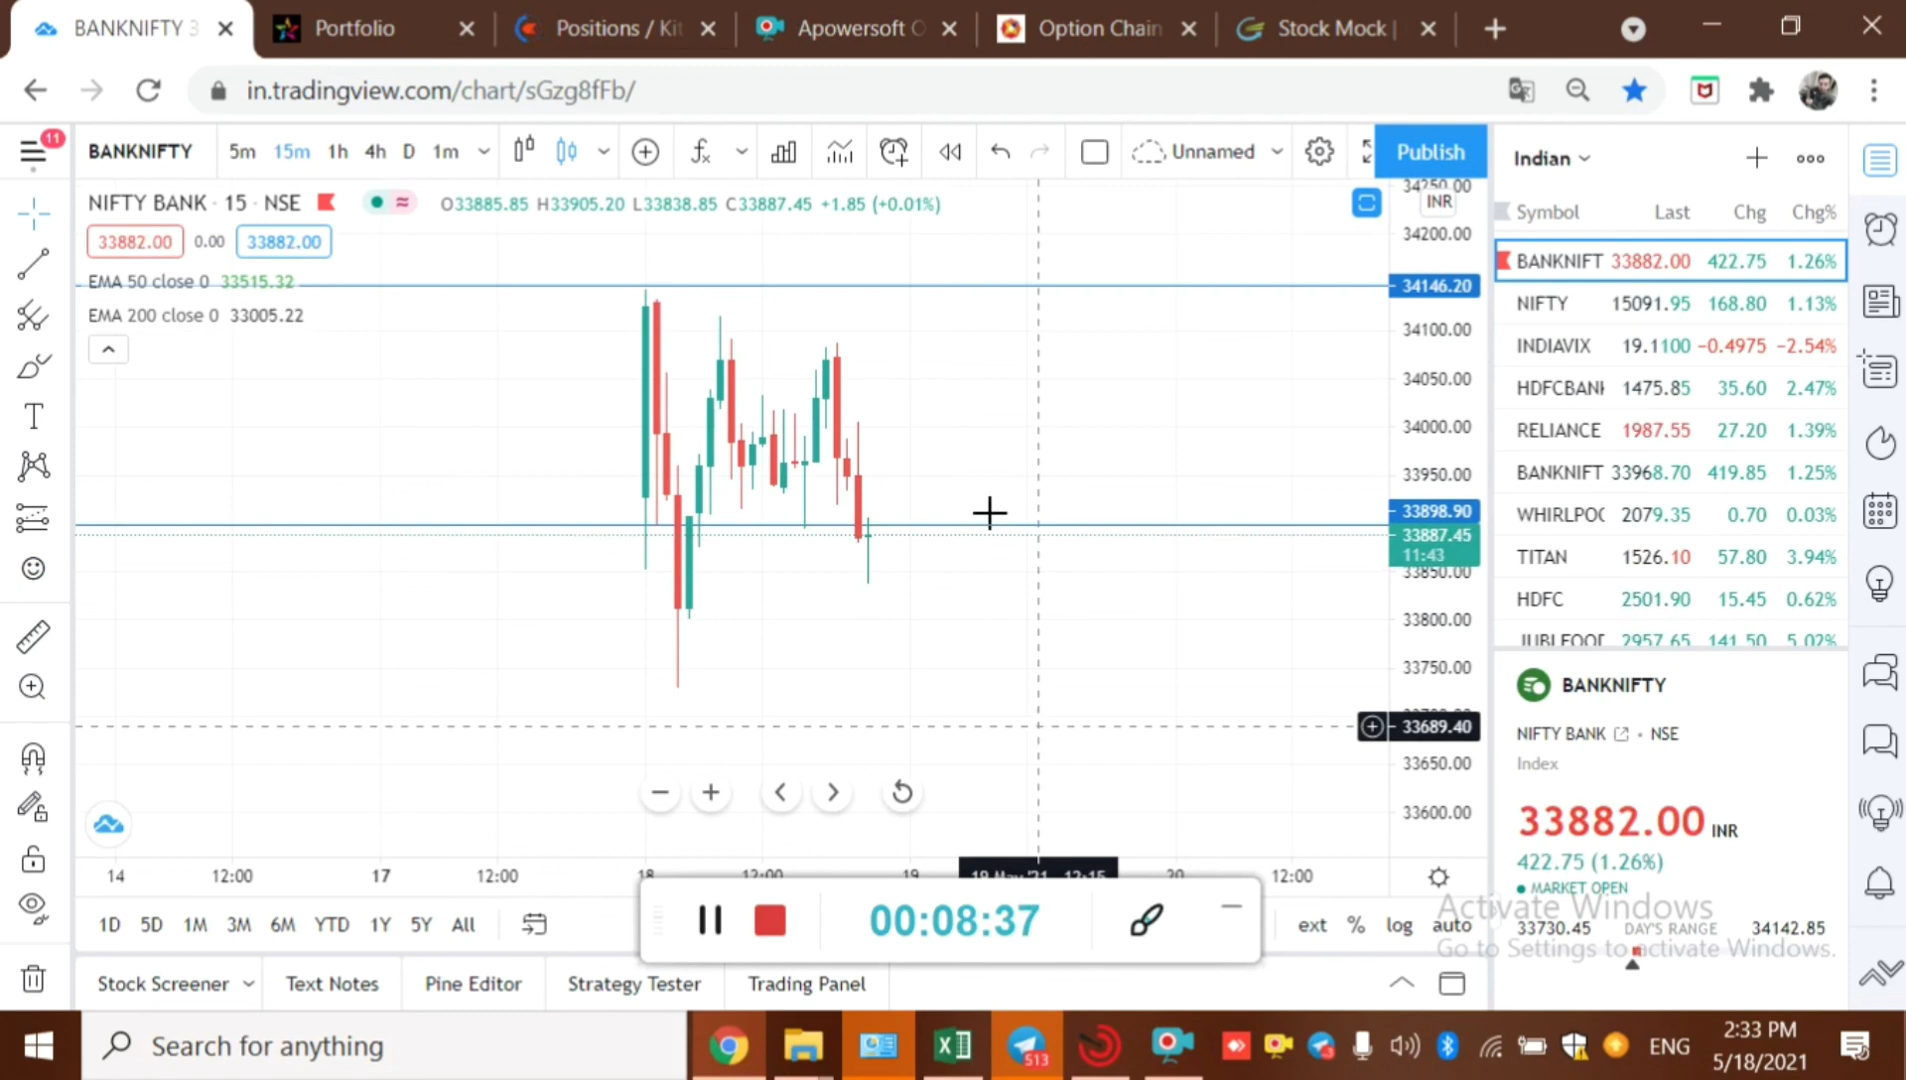 BANKNIFTY 3
Portfolio
Positions / Kit
Apowersoft O
Option Chain
Stock Mock |
in.tradingview.com/chart/sGzg8fFb/
11
BANKNIFTY
5m 15m 1h 4h D 1m
Unnamed
Publish
Indian
NIFTY BANK · 15 · NSE
O33885.85 H33905.20 L33838.85 C33887.45 +1.85 (+0.01%)
33882.00 0.00 33882.00
EMA 50 close 0 33515.32
EMA 200 close 0 33005.22
34250.00
INR
34200.00
34146.20
34100.00
34050.00
34000.00
33950.00
33898.90
33887.45
11:43
33850.00
33800.00
33750.00
33689.40
33650.00
33600.00
Symbol Last Chg Chg%
BANKNIFT 33882.00 422.75 1.26%
NIFTY 15091.95 168.80 1.13%
INDIAVIX 19.1100 −0.4975 −2.54%
HDFCBANK 1475.85 35.60 2.47%
RELIANCE 1987.55 27.20 1.39%
BANKNIFT 33968.70 419.85 1.25%
WHIRLPOO 2079.35 0.70 0.03%
TITAN 1526.10 57.80 3.94%
HDFC 2501.90 15.45 0.62%
JUBLFOOD 2957.65 141.50 5.02%
BANKNIFTY
NIFTY BANK · NSE
Index
33882.00 INR
422.75 (1.26%)
MARKET OPEN
33730.45 DAY'S RANGE 34142.85
Activate Windows
Go to Settings to activate Windows.
14 12:00 17 12:00 18 12:00 19 19 May '21 12:15 20 12:00
1D 5D 1M 3M 6M YTD 1Y 5Y All
00:08:37
ext % log auto
Stock Screener
Text Notes
Pine Editor
Strategy Tester
Trading Panel
Search for anything
513
ENG
2:33 PM
5/18/2021